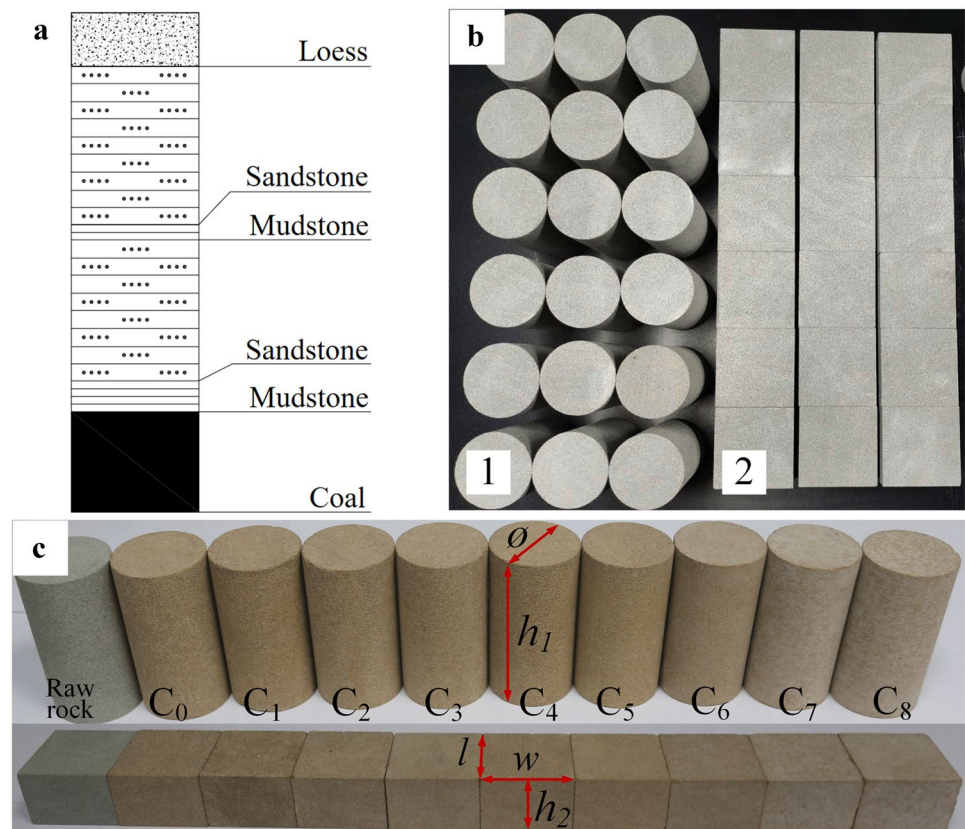 a
Loess
Sandstone
Mudstone
Sandstone
Mudstone
Coal
b
1
2
c
ø
h₁
Raw
rock
C₀
C₁
C₂
C₃
C₄
C₅
C₆
C₇
C₈
l
w
h₂